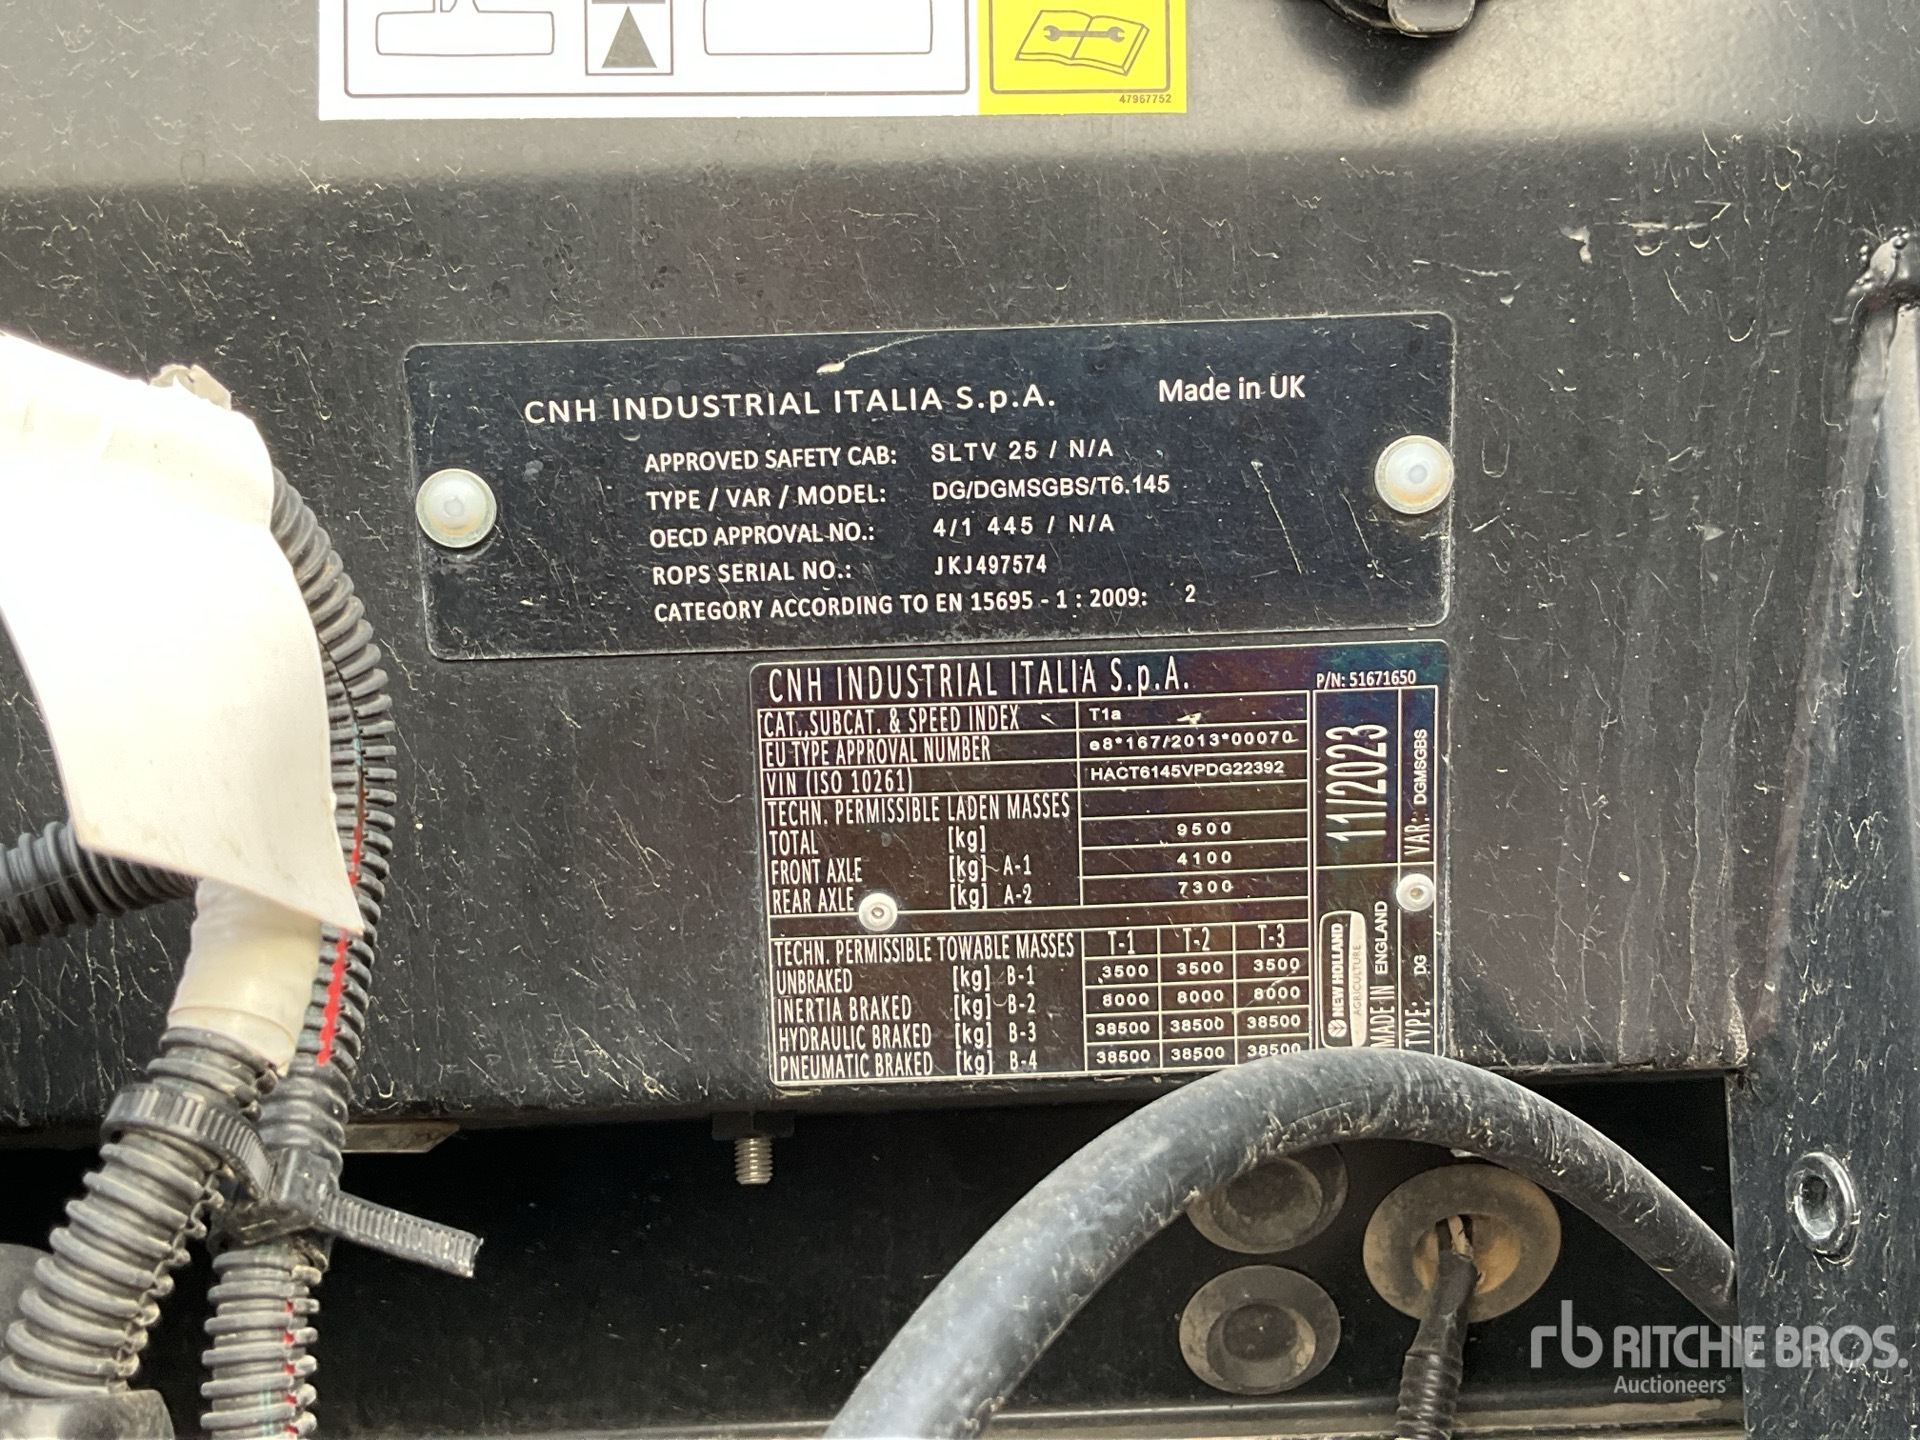 47967752
CNH INDUSTRIAL ITALIA S.p.A. Made in UK
APPROVED SAFETY CAB: SLTV 25 / N/A
TYPE / VAR / MODEL: DG/DGMSGBS/T6.145
OECD APPROVAL NO.: 4/1 445 / N/A
ROPS SERIAL NO.: JKJ497574
CATEGORY ACCORDING TO EN 15695 - 1 : 2009: 2
CNH INDUSTRIAL ITALIA S.p.A. P/N: 51671650
CAT., SUBCAT. & SPEED INDEX T1a
EU TYPE APPROVAL NUMBER e8*167/2013*00070
VIN (ISO 10261) HACT6145VPDG22392
TECHN. PERMISSIBLE LADEN MASSES
TOTAL [kg] 9500
FRONT AXLE [kg] A-1 4100
REAR AXLE [kg] A-2 7300
TECHN. PERMISSIBLE TOWABLE MASSES T-1 T-2 T-3
UNBRAKED [kg] B-1 3500 3500 3500
INERTIA BRAKED [kg] B-2 8000 8000 8000
HYDRAULIC BRAKED [kg] B-3 38500 38500 38500
PNEUMATIC BRAKED [kg] B-4 38500 38500 38500
11/2023
VAR: DGMSGBS
NEW HOLLAND
AGRICULTURE
MADE IN ENGLAND
TYPE: DG
rb RITCHIE BROS.
Auctioneers